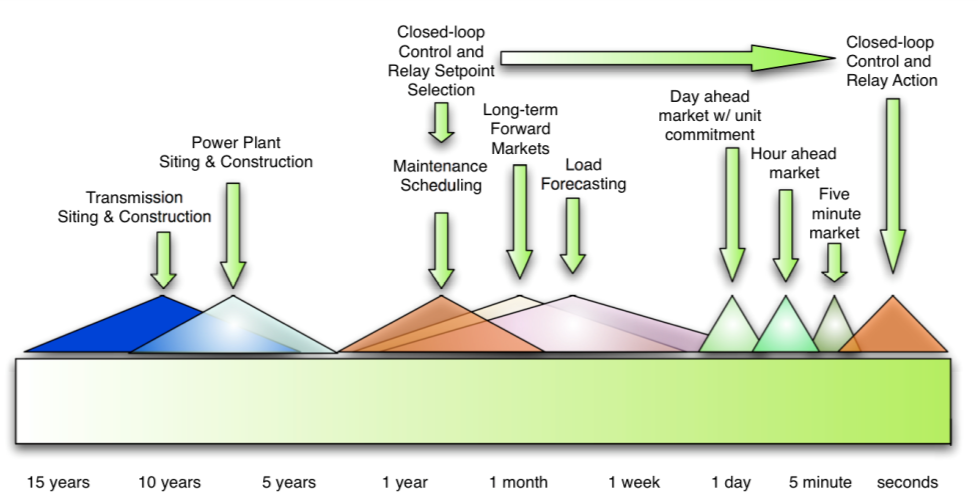 Closed-loop
Control and
Relay Setpoint
Selection
Closed-loop
Control and
Relay Action
Day ahead
market w/ unit
commitment
Long-term
Forward
Markets
Power Plant
Siting & Construction
Hour ahead
market
Maintenance
Scheduling
Load
Forecasting
Transmission
Siting & Construction
Five
minute
market
15 years
10 years
5 years
1 year
1 month
1 week
1 day
5 minute
seconds